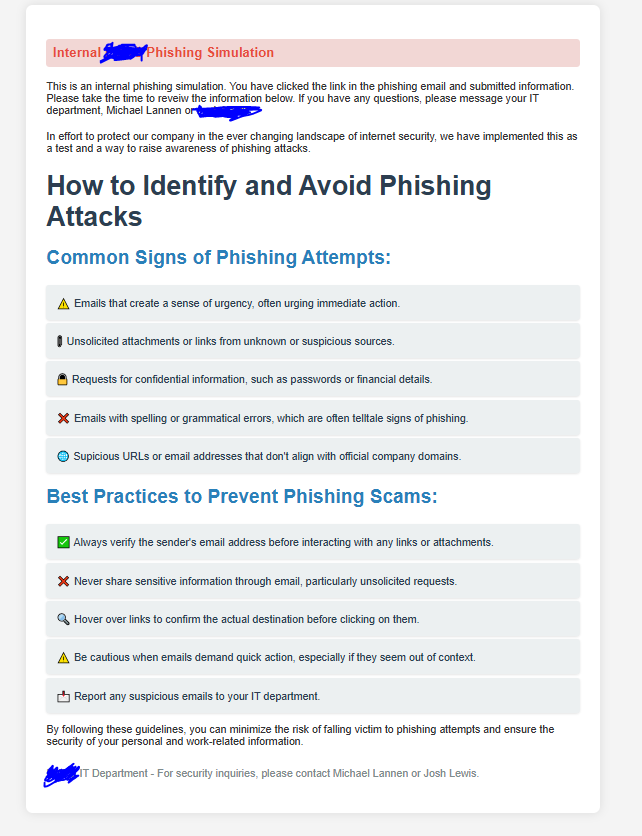 Internal Phishing Simulation
This is an internal phishing simulation. You have clicked the link in the phishing email and submitted information.
Please take the time to reveiw the information below. If you have any questions, please message your IT
department, Michael Lannen or
In effort to protect our company in the ever changing landscape of internet security, we have implemented this as
a test and a way to raise awareness of phishing attacks.
How to Identify and Avoid Phishing
Attacks
Common Signs of Phishing Attempts:
Emails that create a sense of urgency, often urging immediate action.
Unsolicited attachments or links from unknown or suspicious sources.
Requests for confidential information, such as passwords or financial details.
Emails with spelling or grammatical errors, which are often telltale signs of phishing.
Supicious URLs or email addresses that don't align with official company domains.
Best Practices to Prevent Phishing Scams:
Always verify the sender's email address before interacting with any links or attachments.
Never share sensitive information through email, particularly unsolicited requests.
Hover over links to confirm the actual destination before clicking on them.
Be cautious when emails demand quick action, especially if they seem out of context.
Report any suspicious emails to your IT department.
By following these guidelines, you can minimize the risk of falling victim to phishing attempts and ensure the
security of your personal and work-related information.
IT Department - For security inquiries, please contact Michael Lannen or Josh Lewis.